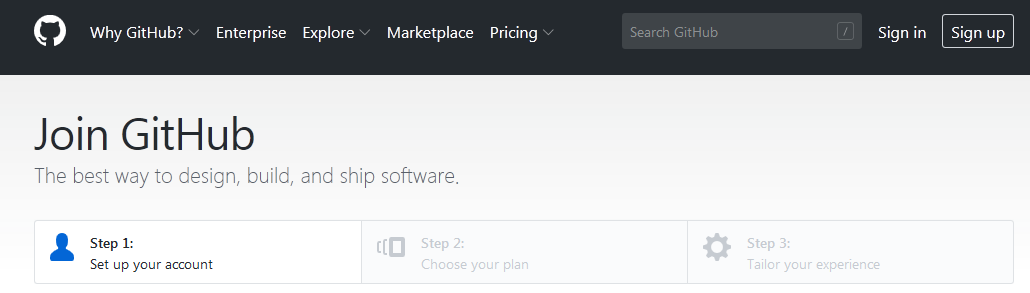 Why GitHub? Enterprise Explore Marketplace Pricing Search GitHub / Sign in Sign up
Join GitHub
The best way to design, build, and ship software.
Step 1:
Set up your account
Step 2:
Choose your plan
Step 3:
Tailor your experience